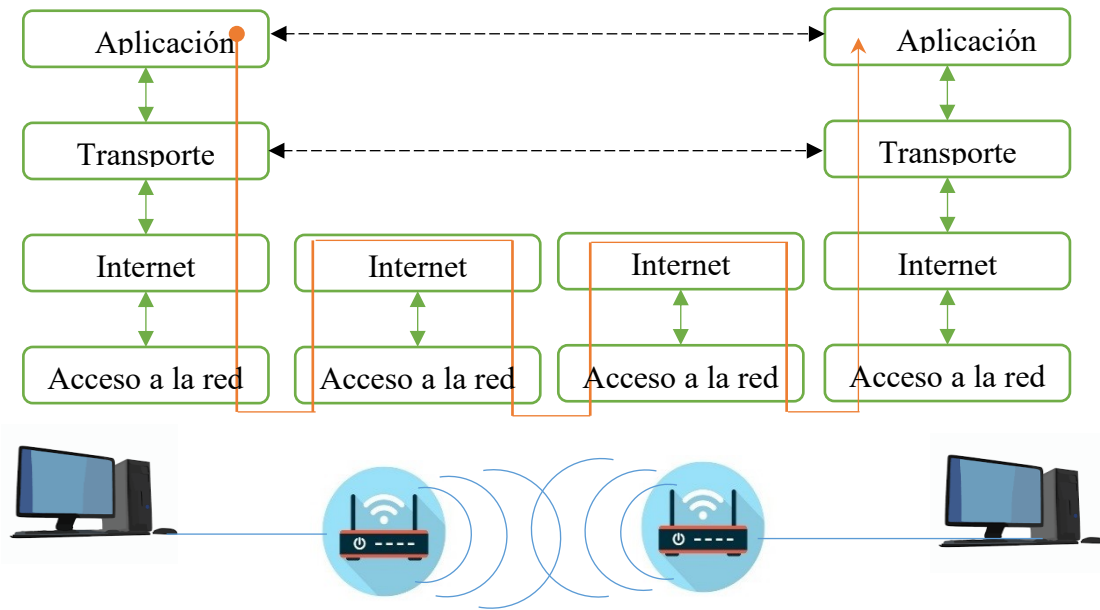 Aplicación
Aplicación
Transporte
Transporte
Internet
Internet
Internet
Internet
Acceso a la red
Acceso a la red
Acceso a la red
Acceso a la red